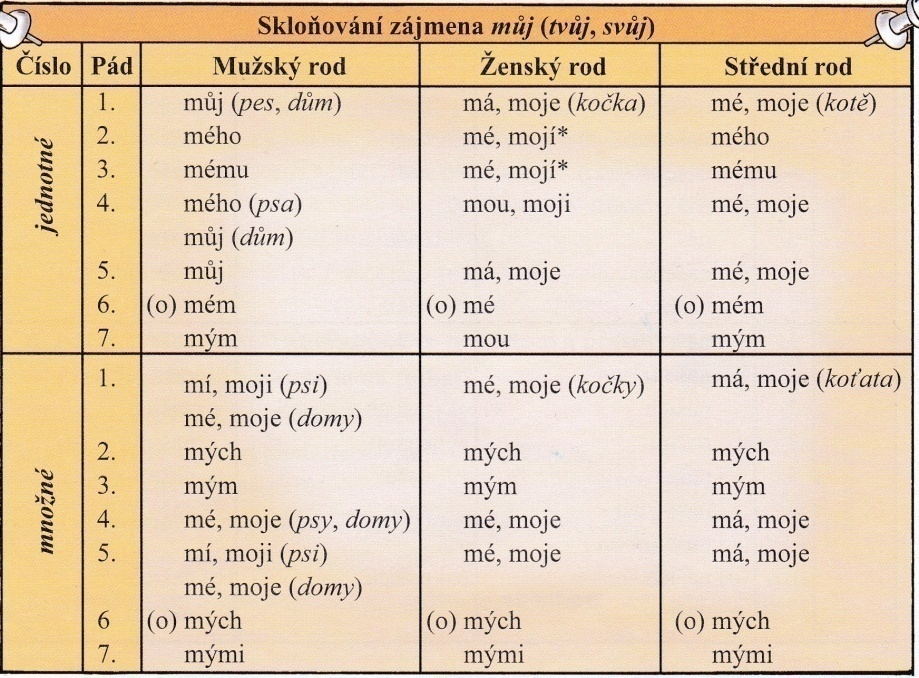 Skloňování zájmena můj (tvůj, svůj)
Číslo Pád Mužský rod Ženský rod Střední rod
jednotné
1. můj (pes, dům) má, moje (kočka) mé, moje (kotě)
2. mého mé, mojí* mého
3. mému mé, mojí* mému
4. mého (psa) mou, moji mé, moje
můj (dům)
5. můj má, moje mé, moje
6. (o) mém (o) mé (o) mém
7. mým mou mým
množné
1. mí, moji (psi) mé, moje (kočky) má, moje (koťata)
mé, moje (domy)
2. mých mých mých
3. mým mým mým
4. mé, moje (psy, domy) mé, moje má, moje
5. mí, moji (psi) mé, moje má, moje
mé, moje (domy)
6 (o) mých (o) mých (o) mých
7. mými mými mými